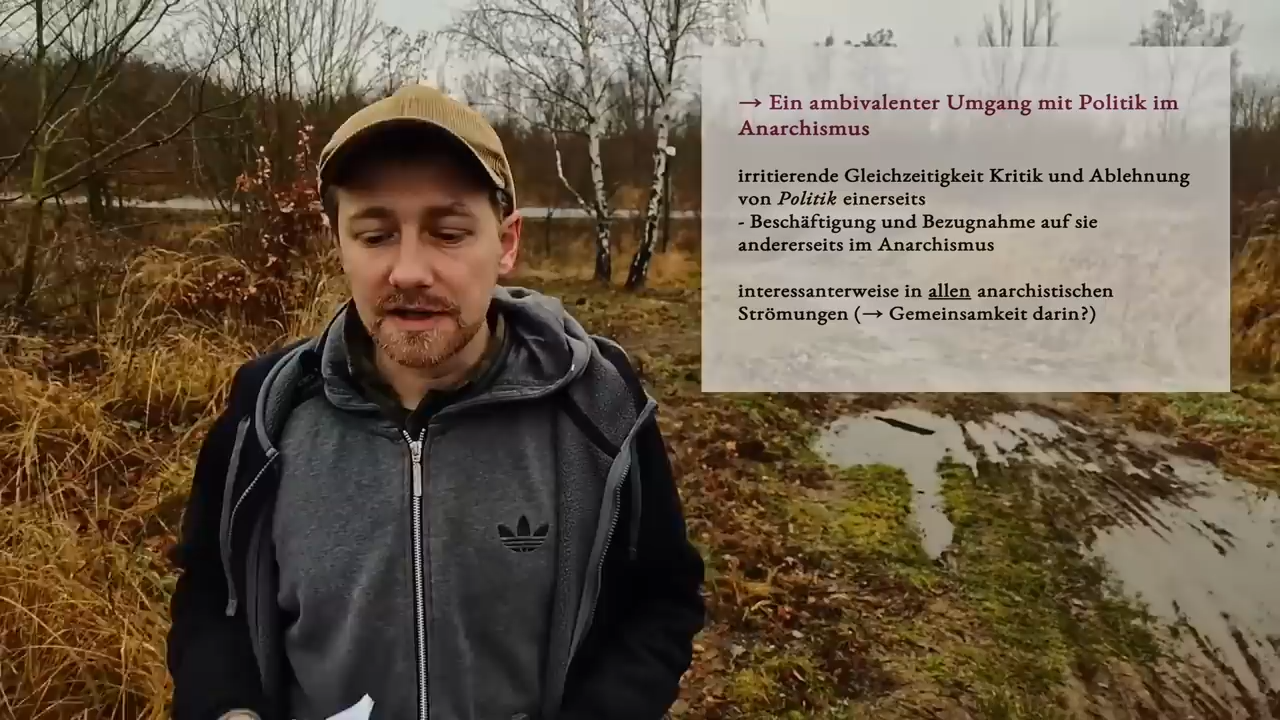 → Ein ambivalenter Umgang mit Politik im
Anarchismus
irritierende Gleichzeitigkeit Kritik und Ablehnung
von Politik einerseits
- Beschäftigung und Bezugnahme auf sie
andererseits im Anarchismus
interessanterweise in allen anarchistischen
Strömungen (→ Gemeinsamkeit darin?)